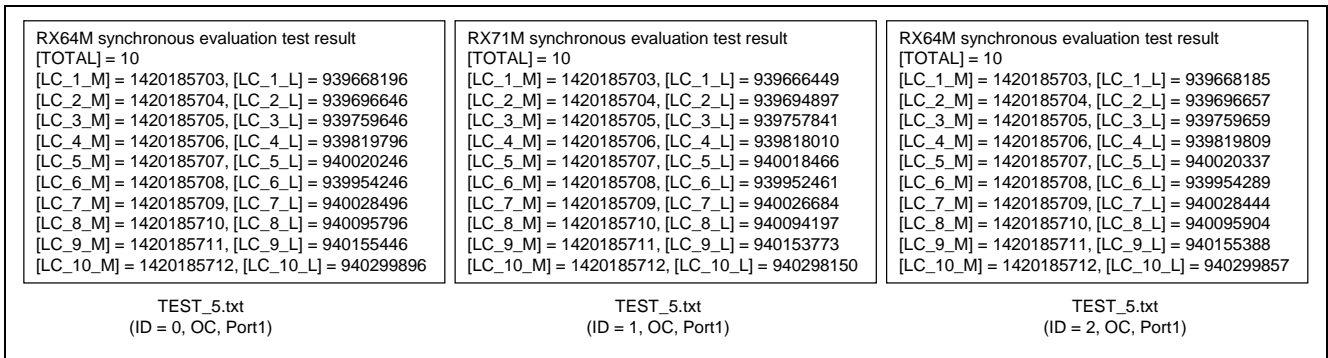 RX64M synchronous evaluation test result
[TOTAL] = 10
[LC_1_M] = 1420185703, [LC_1_L] = 939668196
[LC_2_M] = 1420185704, [LC_2_L] = 939696646
[LC_3_M] = 1420185705, [LC_3_L] = 939759646
[LC_4_M] = 1420185706, [LC_4_L] = 939819796
[LC_5_M] = 1420185707, [LC_5_L] = 940020246
[LC_6_M] = 1420185708, [LC_6_L] = 939954246
[LC_7_M] = 1420185709, [LC_7_L] = 940028496
[LC_8_M] = 1420185710, [LC_8_L] = 940095796
[LC_9_M] = 1420185711, [LC_9_L] = 940155446
[LC_10_M] = 1420185712, [LC_10_L] = 940299896
TEST_5.txt
(ID = 0, OC, Port1)
RX71M synchronous evaluation test result
[TOTAL] = 10
[LC_1_M] = 1420185703, [LC_1_L] = 939666449
[LC_2_M] = 1420185704, [LC_2_L] = 939694897
[LC_3_M] = 1420185705, [LC_3_L] = 939757841
[LC_4_M] = 1420185706, [LC_4_L] = 939818010
[LC_5_M] = 1420185707, [LC_5_L] = 940018466
[LC_6_M] = 1420185708, [LC_6_L] = 939952461
[LC_7_M] = 1420185709, [LC_7_L] = 940026684
[LC_8_M] = 1420185710, [LC_8_L] = 940094197
[LC_9_M] = 1420185711, [LC_9_L] = 940153773
[LC_10_M] = 1420185712, [LC_10_L] = 940298150
TEST_5.txt
(ID = 1, OC, Port1)
RX64M synchronous evaluation test result
[TOTAL] = 10
[LC_1_M] = 1420185703, [LC_1_L] = 939668185
[LC_2_M] = 1420185704, [LC_2_L] = 939696657
[LC_3_M] = 1420185705, [LC_3_L] = 939759659
[LC_4_M] = 1420185706, [LC_4_L] = 939819809
[LC_5_M] = 1420185707, [LC_5_L] = 940020337
[LC_6_M] = 1420185708, [LC_6_L] = 939954289
[LC_7_M] = 1420185709, [LC_7_L] = 940028444
[LC_8_M] = 1420185710, [LC_8_L] = 940095904
[LC_9_M] = 1420185711, [LC_9_L] = 940155388
[LC_10_M] = 1420185712, [LC_10_L] = 940299857
TEST_5.txt
(ID = 2, OC, Port1)